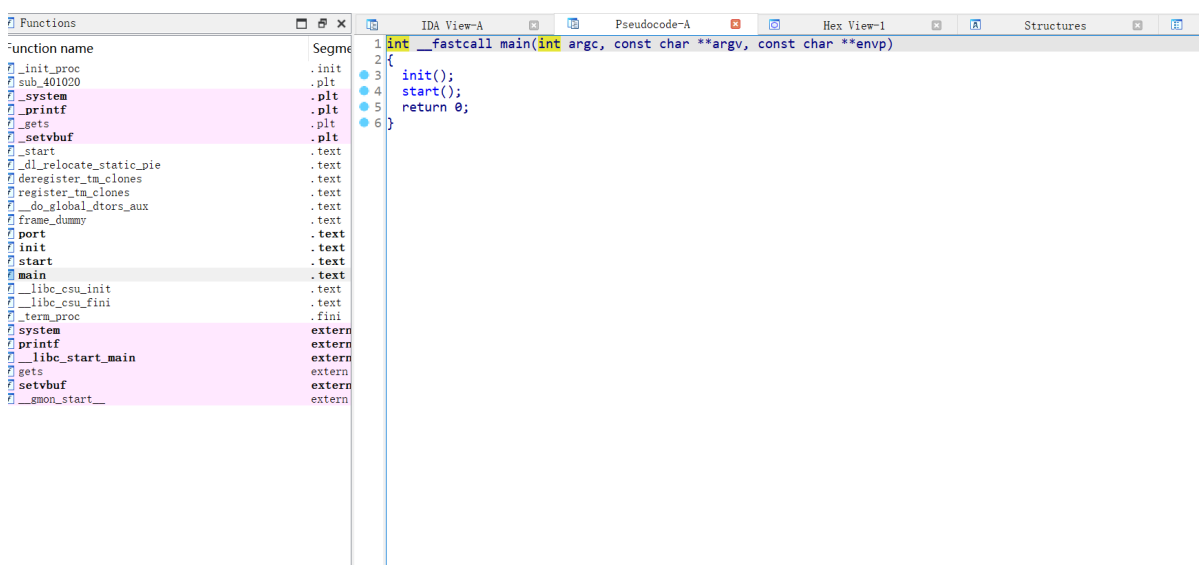 Functions
Function name Segme
_init_proc .init
sub_401020 .plt
_system .plt
_printf .plt
_gets .plt
_setvbuf .plt
_start .text
_dl_relocate_static_pie .text
deregister_tm_clones .text
register_tm_clones .text
__do_global_dtors_aux .text
frame_dummy .text
port .text
init .text
start .text
main .text
__libc_csu_init .text
__libc_csu_fini .text
_term_proc .fini
system extern
printf extern
__libc_start_main extern
gets extern
setvbuf extern
__gmon_start__ extern
IDA View-A Pseudocode-A Hex View-1 Structures
1 int __fastcall main(int argc, const char **argv, const char **envp)
2 {
3 init();
4 start();
5 return 0;
6 }